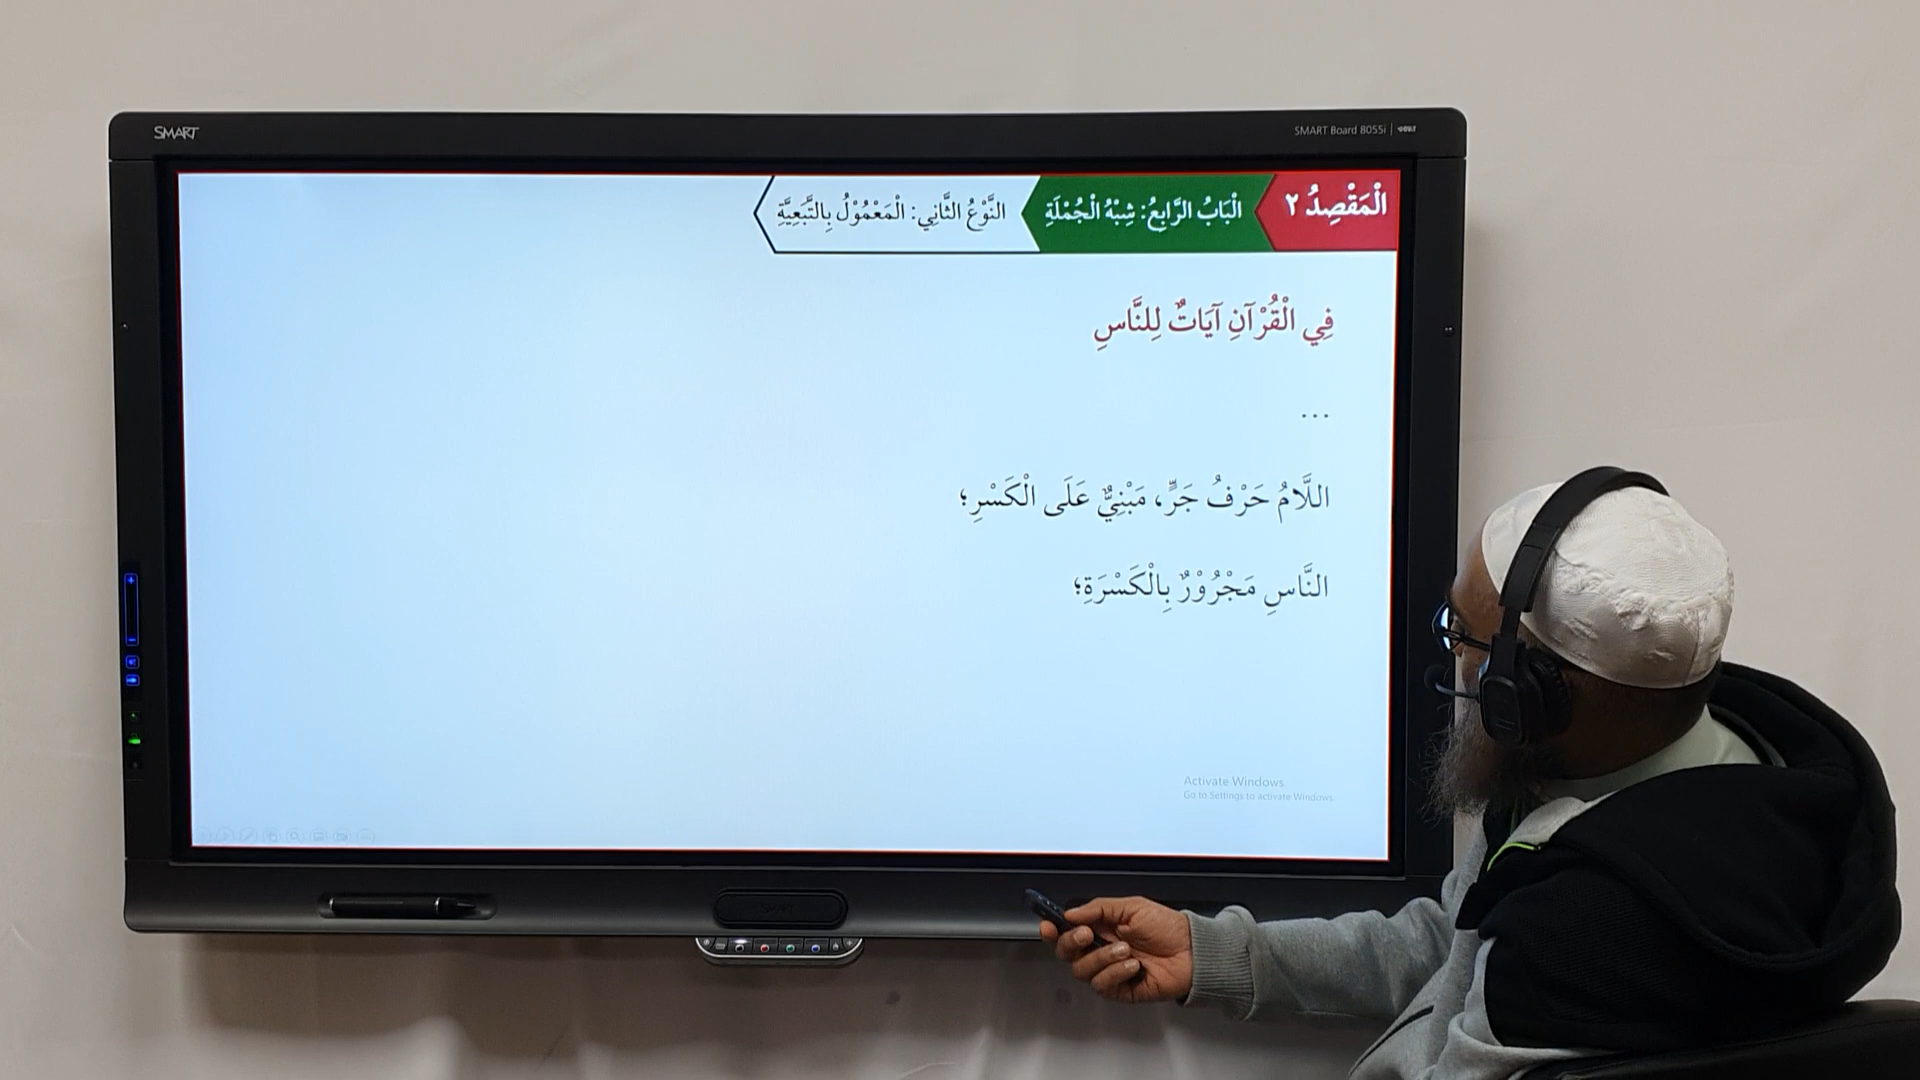 SMART
SMART Board 8055i
الْمَقْصِدُ ٢
الْبَابُ الرَّابِعُ: شِبْهُ الْجُمْلَةِ
النَّوْعُ الثَّانِي: الْمَعْمُوْلُ بِالتَّبَعِيَّةِ
فِي الْقُرْآنِ آيَاتٌ لِلنَّاسِ
...
اللَّامُ حَرْفُ جَرٍّ، مَبْنِيٌّ عَلَى الْكَسْرِ؛
النَّاسِ مَجْرُوْرٌ بِالْكَسْرَةِ؛
Activate Windows
Go to Settings to activate Windows.